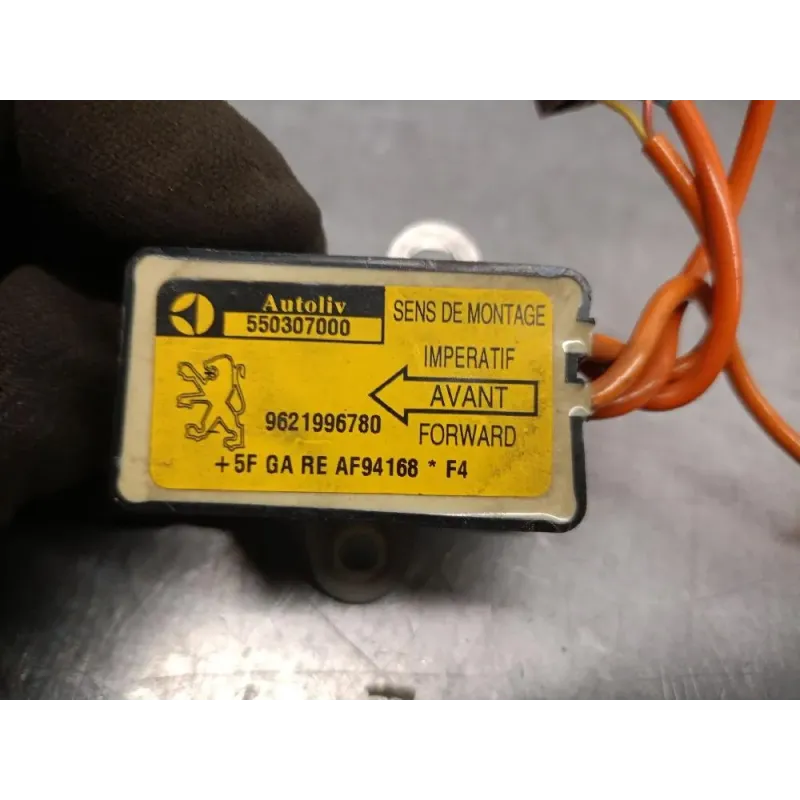 Autoliv
550307000
SENS DE MONTAGE
IMPERATIF
AVANT
FORWARD
9621996780
+5F GA RE AF94168 * F4